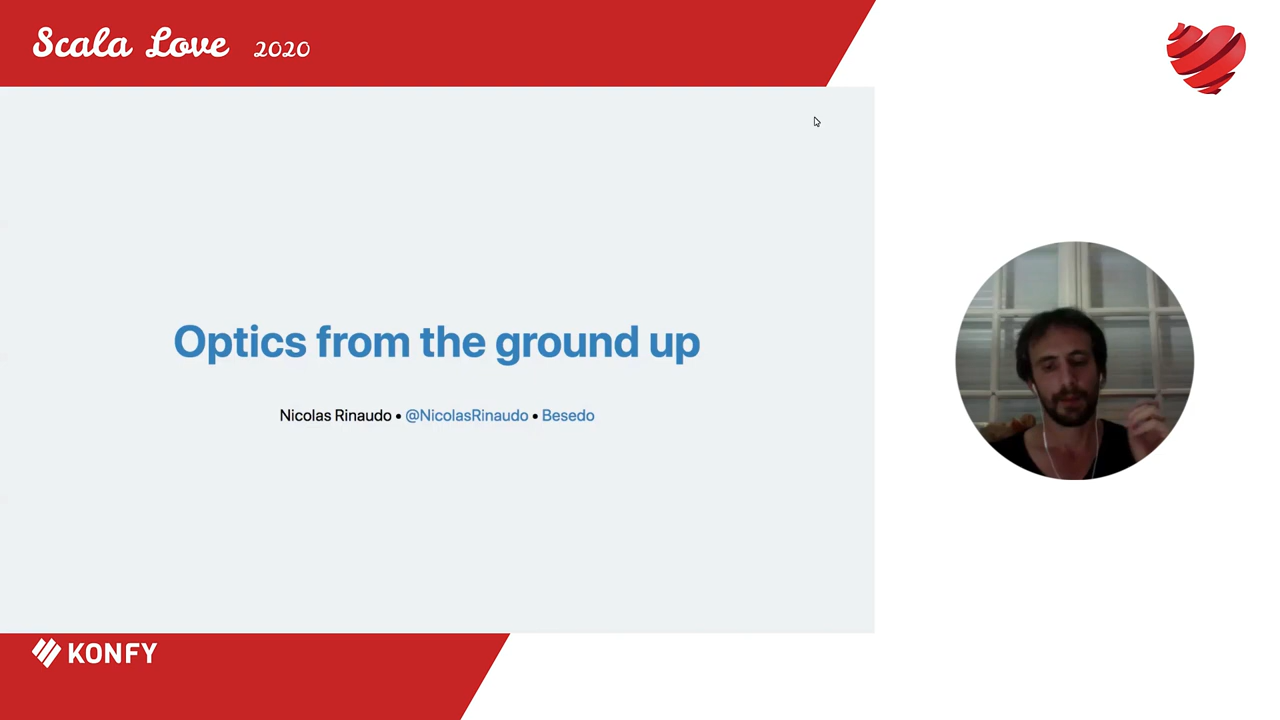 Scala Love 2020
Optics from the ground up
Nicolas Rinaudo • @NicolasRinaudo • Besedo
KONFY